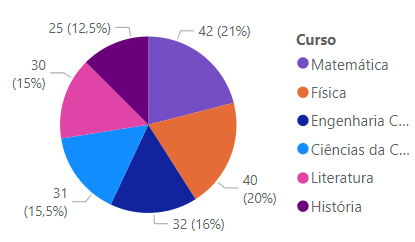 25 (12,5%)
42 (21%)
30
(15%)
31
(15,5%)
32 (16%)
40
(20%)
Curso
Matemática
Física
Engenharia C...
Ciências da C...
Literatura
História